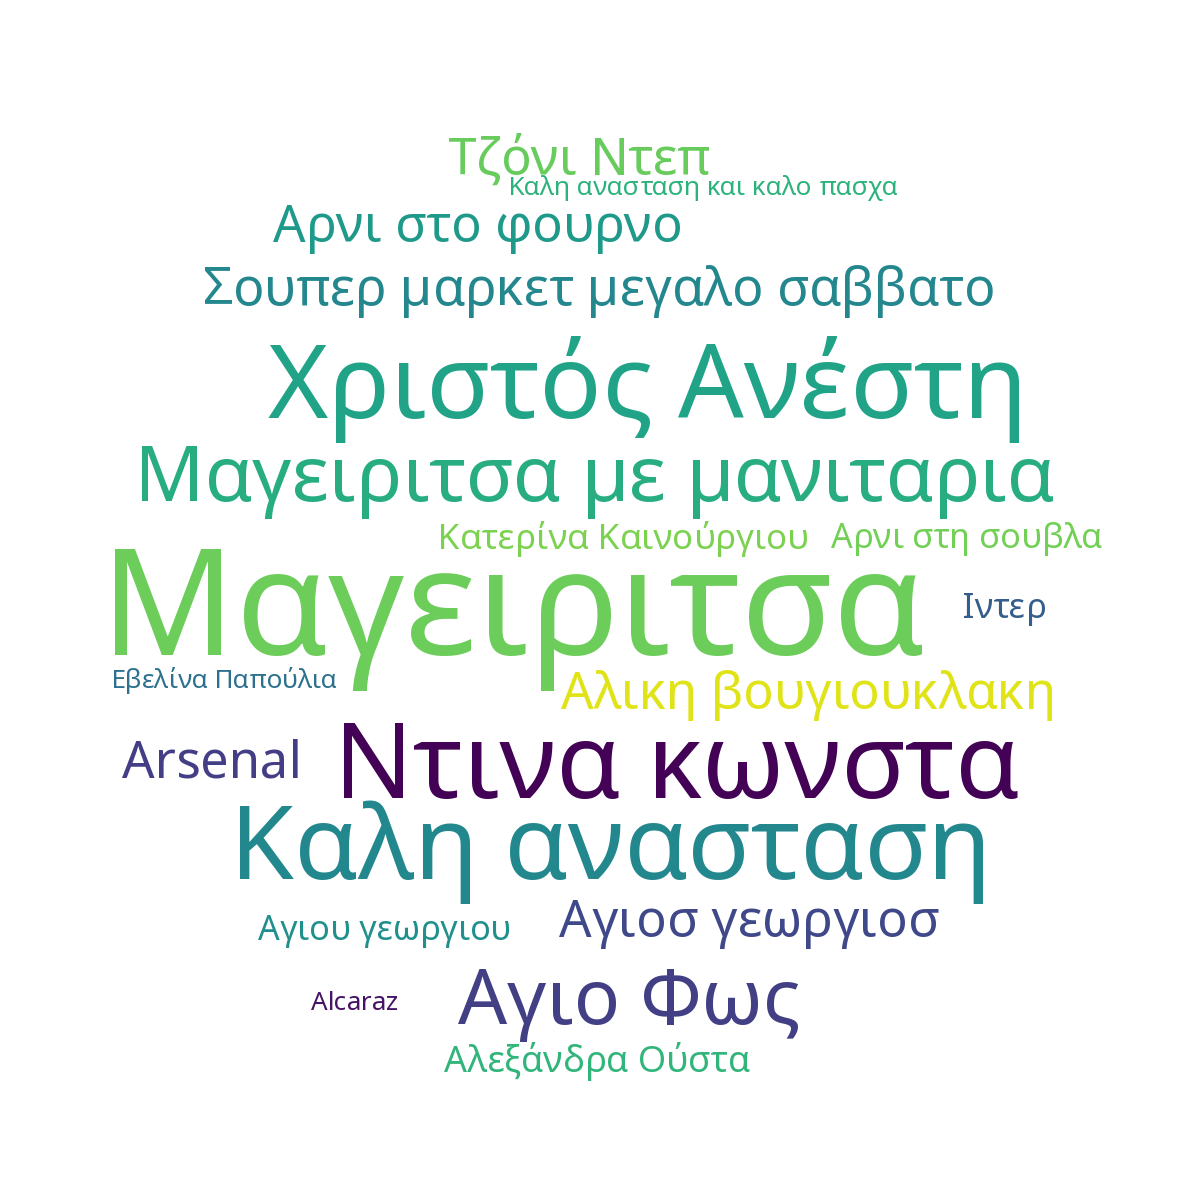 Τζόνι Ντεπ
Καλη ανασταση και καλο πασχα
Αρνι στο φουρνο
Σουπερ μαρκετ μεγαλο σαββατο
Χριστός Ανέστη
Μαγειριτσα με μανιταρια
Κατερίνα Καινούργιου
Αρνι στη σουβλα
Μαγειριτσα
Ιντερ
Εβελίνα Παπούλια
Αλικη βουγιουκλακη
Ντινα κωνστα
Arsenal
Καλη ανασταση
Αγιου γεωργιου
Αγιοσ γεωργιοσ
Αγιο Φως
Alcaraz
Αλεξάνδρα Ούστα